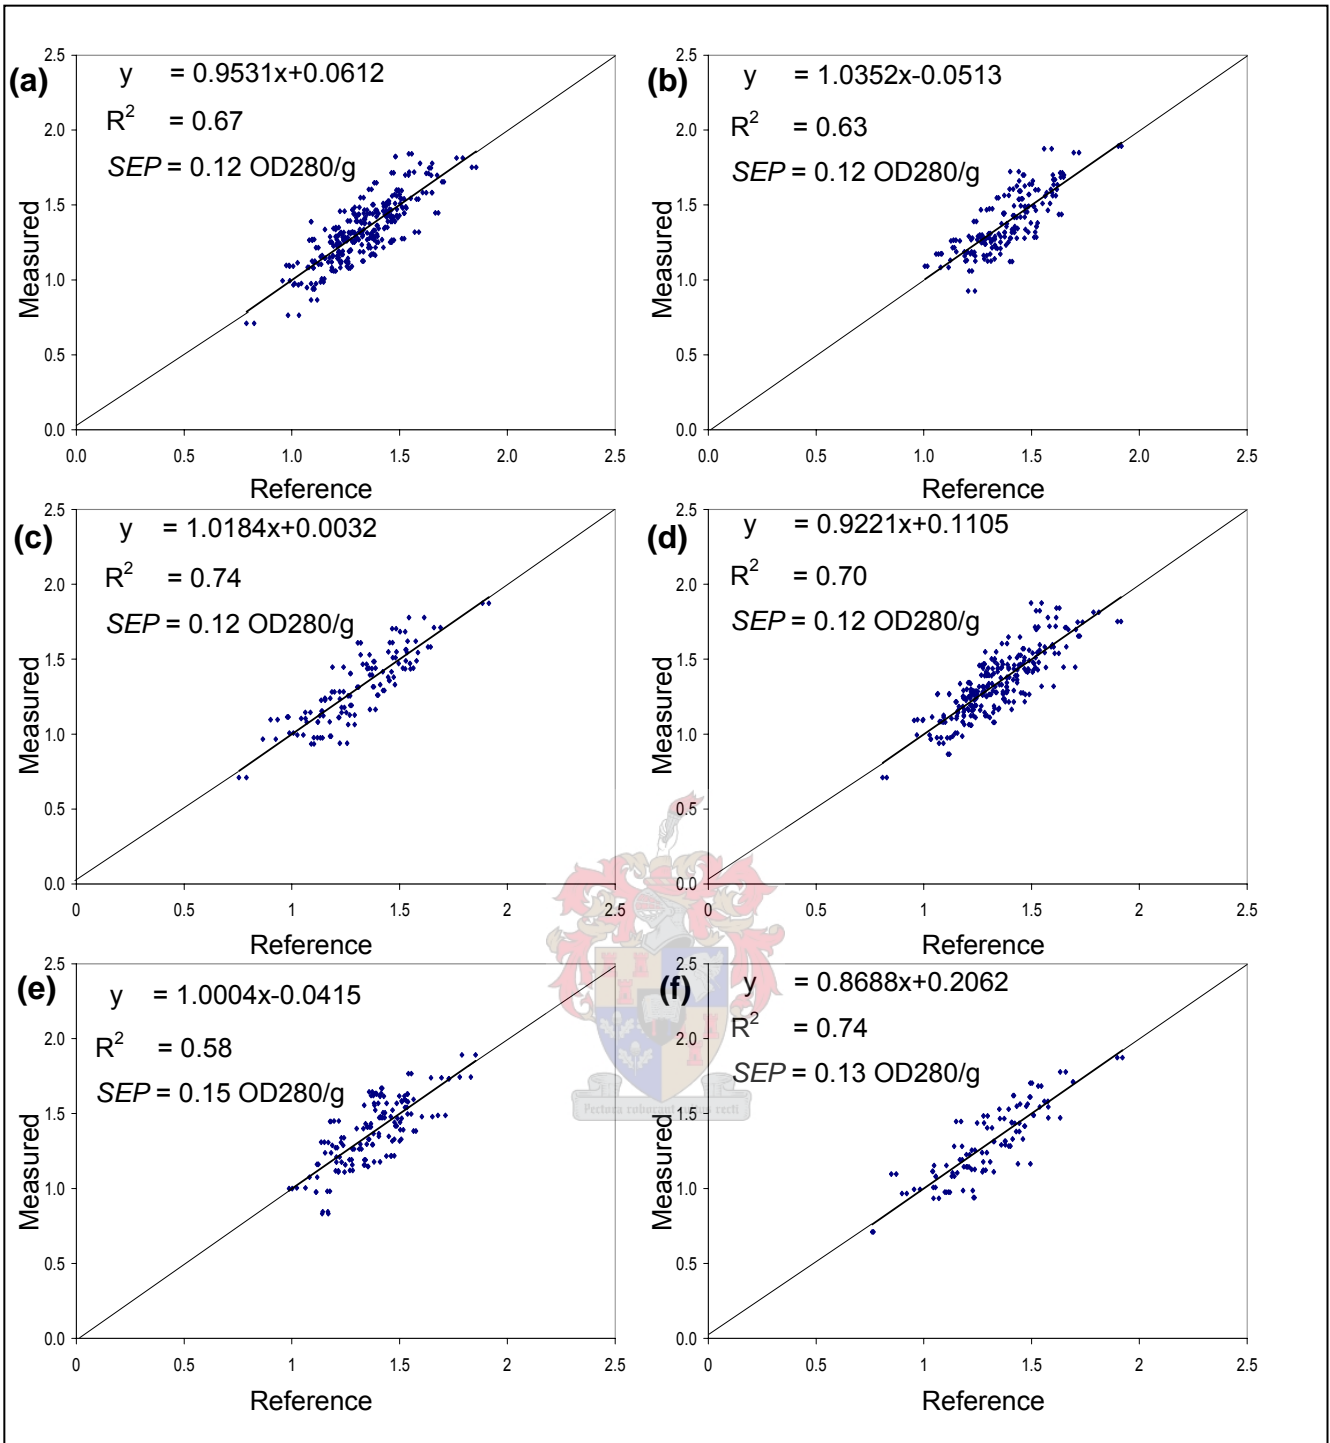 (a)
y = 0.9531x+0.0612
R² = 0.67
SEP = 0.12 OD280/g
2.5
2.0
1.5
1.0
0.5
0.0
Measured
0.0 0.5 1.0 1.5 2.0 2.5
Reference
(b)
y = 1.0352x-0.0513
R² = 0.63
SEP = 0.12 OD280/g
2.5
2.0
1.5
1.0
0.5
0.0
Measured
0.0 0.5 1.0 1.5 2.0 2.5
Reference
(c)
y = 1.0184x+0.0032
R² = 0.74
SEP = 0.12 OD280/g
2.5
2.0
1.5
1.0
0.5
0.0
Measured
0 0.5 1 1.5 2 2.5
Reference
(d)
y = 0.9221x+0.1105
R² = 0.70
SEP = 0.12 OD280/g
2.5
2.0
1.5
1.0
0.5
0.0
Measured
0 0.5 1 1.5 2 2.5
Reference
(e)
y = 1.0004x-0.0415
R² = 0.58
SEP = 0.15 OD280/g
2.5
2.0
1.5
1.0
0.5
0.0
Measured
0 0.5 1 1.5 2 2.5
Reference
(f)
y = 0.8688x+0.2062
R² = 0.74
SEP = 0.13 OD280/g
2.5
2.0
1.5
1.0
0.5
0.0
Measured
0 0.5 1 1.5 2 2.5
Reference
Pectora roborant recti